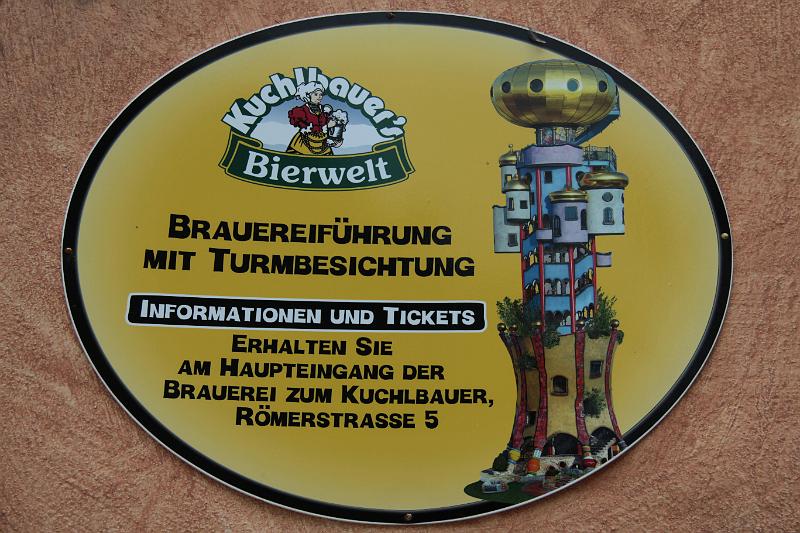 Kuchlbauer's
Bierwelt
BRAUEREIFÜHRUNG
MIT TURMBESICHTUNG
INFORMATIONEN UND TICKETS
ERHALTEN SIE
AM HAUPTEINGANG DER
BRAUEREI ZUM KUCHLBAUER,
RÖMERSTRASSE 5